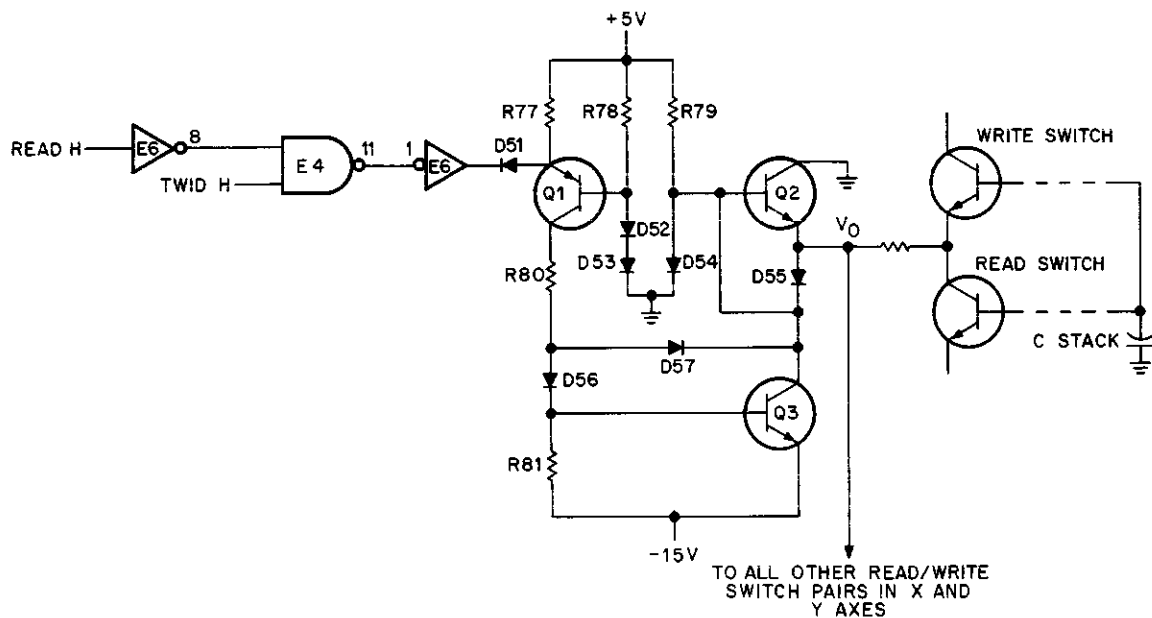 +5V
R77
R78
R79
READ H
E6
8
E4
11
1
E6
D51
TWID H
Q1
Q2
WRITE SWITCH
D52
D53
D54
VO
D55
READ SWITCH
R80
C STACK
D57
D56
Q3
R81
-15V
TO ALL OTHER READ/WRITE
SWITCH PAIRS IN X AND
Y AXES